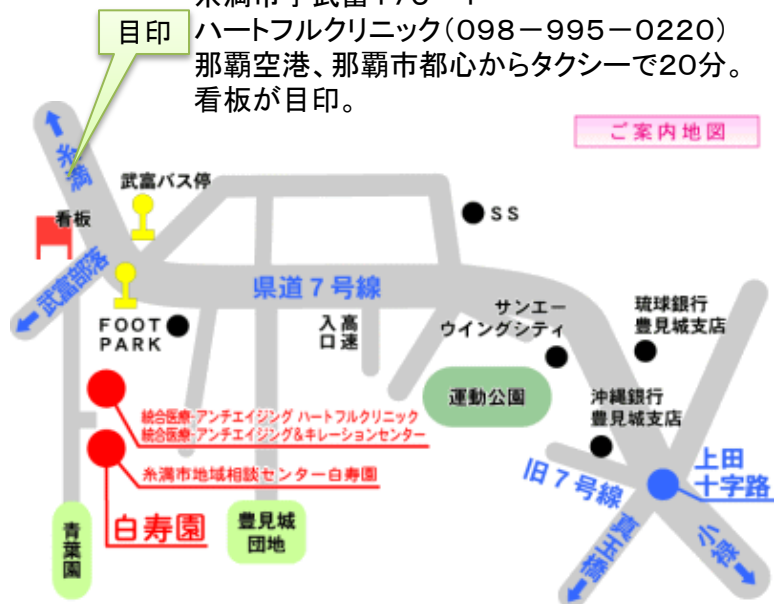 目印
ハートフルクリニック(098－995－0220)
那覇空港、那覇市都心からタクシーで20分。
看板が目印。
ご案内地図
糸満
武富バス停
看板
SS
武富部落
県道7号線
FOOT
PARK
高速
入口
サンエー
ウイングシティ
琉球銀行
豊見城支店
運動公園
沖縄銀行
豊見城支店
統合医療・アンチエイジング ハートフルクリニック
統合医療・アンチエイジング&キレーションセンター
糸満市地域相談センター白寿園
白寿園
旧7号線
上田
十字路
青葉園
豊見城
団地
真玉橋
小禄